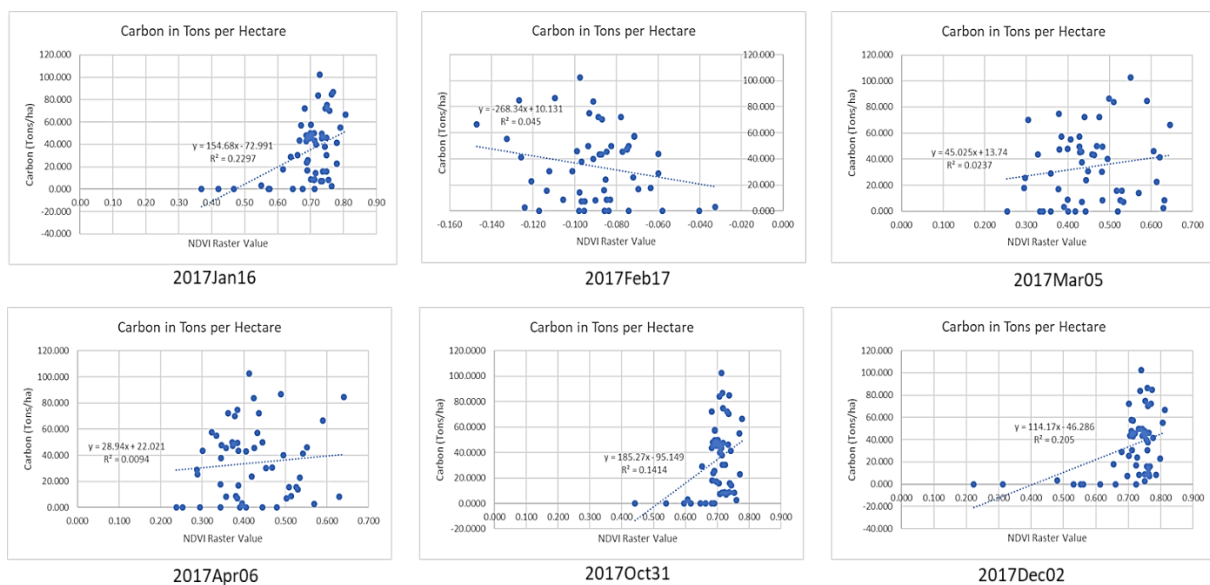 Carbon in Tons per Hectare
120.000
100.000
80.000
60.000
40.000
20.000
0.000
-20.000
-40.000
Carbon (Tons/ha)
y = 154.68x - 72.991
R² = 0.2297
0.00 0.10 0.20 0.30 0.40 0.50 0.60 0.70 0.80 0.90
NDVI Raster Value
2017Jan16
Carbon in Tons per Hectare
120.000
100.000
80.000
60.000
40.000
20.000
0.000
Carbon (Tons/ha)
y = -268.34x + 10.131
R² = 0.045
-0.160 -0.140 -0.120 -0.100 -0.080 -0.060 -0.040 -0.020 0.000
NDVI Raster Value
2017Feb17
Carbon in Tons per Hectare
120.000
100.000
80.000
60.000
40.000
20.000
0.000
Carbon (Tons/ha)
y = 45.025x + 13.74
R² = 0.0237
0.000 0.100 0.200 0.300 0.400 0.500 0.600 0.700
NDVI Raster Value
2017Mar05
Carbon in Tons per Hectare
120.000
100.000
80.000
60.000
40.000
20.000
0.000
Carbon (Tons/ha)
y = 28.94x + 22.021
R² = 0.0094
0.000 0.100 0.200 0.300 0.400 0.500 0.600 0.700
NDVI Raster Value
2017Apr06
Carbon in Tons per Hectare
120.0000
100.0000
80.0000
60.0000
40.0000
20.0000
0.0000
-20.0000
Carbon (Tons/ha)
y = 185.27x - 95.149
R² = 0.1414
0.000 0.100 0.200 0.300 0.400 0.500 0.600 0.700 0.800 0.900
NDVI Raster Value
2017Oct31
Carbon in Tons per Hectare
120.000
100.000
80.000
60.000
40.000
20.000
0.000
-20.000
-40.000
Carbon (Tons/ha)
y = 114.17x - 46.286
R² = 0.205
0.000 0.100 0.200 0.300 0.400 0.500 0.600 0.700 0.800 0.900
NDVI Raster Value
2017Dec02